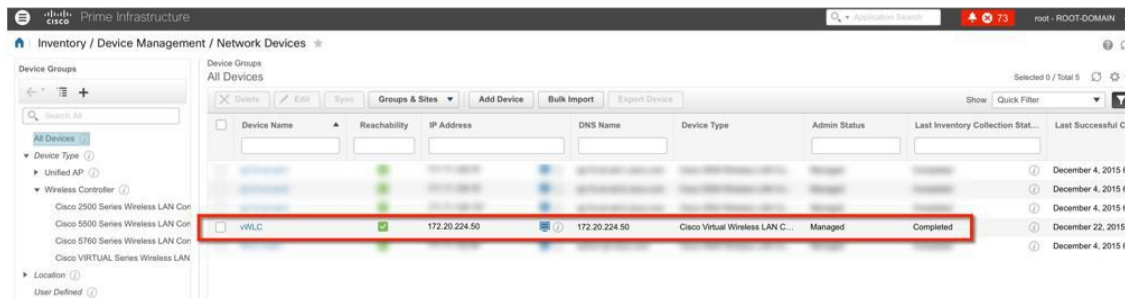 cisco Prime Infrastructure
Application Search
73
root - ROOT-DOMAIN
Inventory / Device Management / Network Devices
Device Groups
Search All
All Devices
Device Type
Unified AP
Wireless Controller
Cisco 2500 Series Wireless LAN Con
Cisco 5500 Series Wireless LAN Con
Cisco 5760 Series Wireless LAN Con
Cisco VIRTUAL Series Wireless LAN
Location
User Defined
Device Groups
All Devices
Selected 0 / Total 5
Delete Edit Sync Groups & Sites Add Device Bulk Import Export Device
Show Quick Filter
Device Name Reachability IP Address DNS Name Device Type Admin Status Last Inventory Collection Stat... Last Successful C
December 4, 2015 6
December 4, 2015 6
vWLC 172.20.224.50 172.20.224.50 Cisco Virtual Wireless LAN C... Managed Completed December 22, 2015
December 4, 2015 6